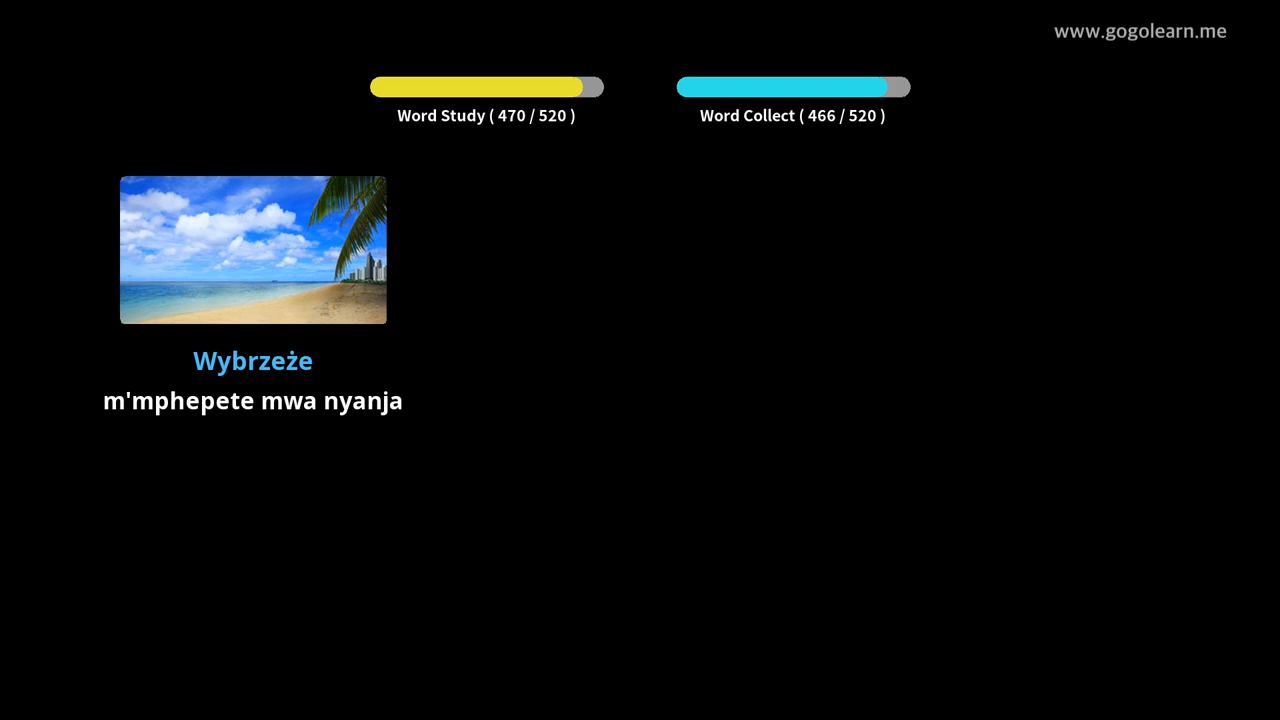 www.gogolearn.me
Word Study ( 470 / 520 )
Word Collect ( 466 / 520 )
Wybrzeże
m'mphepete mwa nyanja